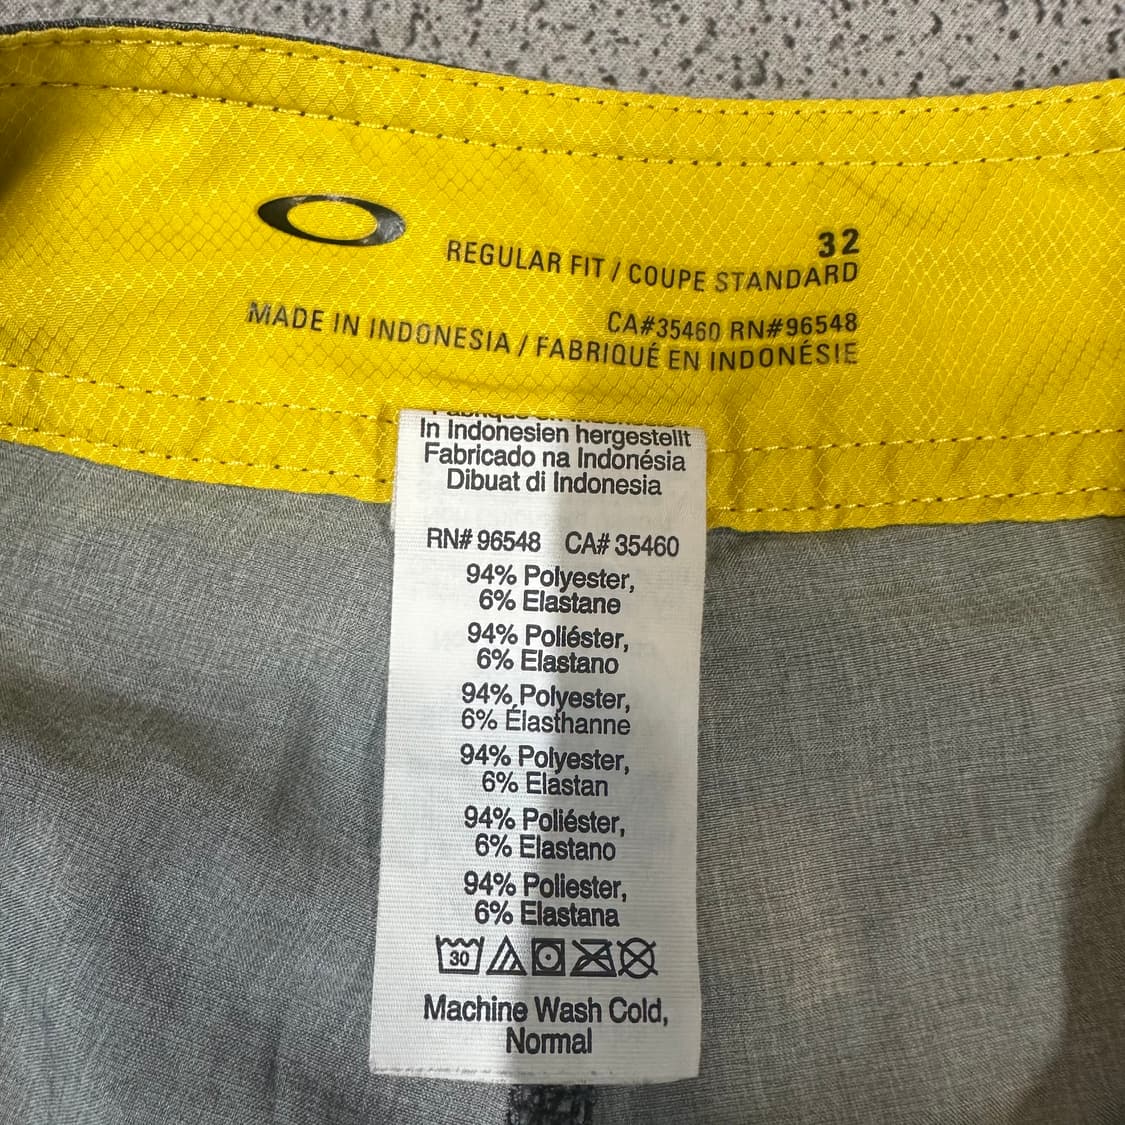 32
REGULAR FIT / COUPE STANDARD
CA#35460 RN#96548
MADE IN INDONESIA / FABRIQUÉ EN INDONÉSIE
In Indonesien hergestellt
Fabricado na Indonésia
Dibuat di Indonesia
RN# 96548 CA# 35460
94% Polyester,
6% Elastane
94% Poliéster,
6% Elastano
94% Polyester,
6% Élasthanne
94% Polyester,
6% Elastan
94% Poliéster,
6% Elastano
94% Poliester,
6% Elastana
30
Machine Wash Cold,
Normal